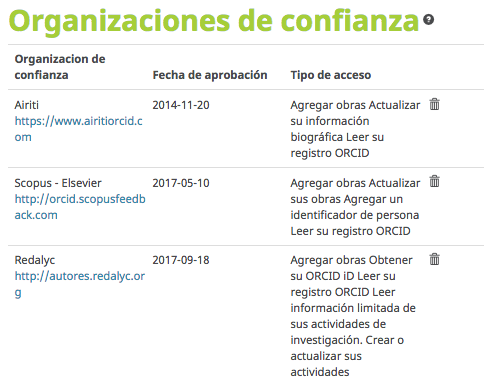 Organizaciones de confianza ?
Organizacion de
confianza
Fecha de aprobación
Tipo de acceso
Airiti
https://www.airitiorcid.c
om
2014-11-20
Agregar obras Actualizar
su información
biográfica Leer su
registro ORCID
Scopus - Elsevier
http://orcid.scopusfeedb
ack.com
2017-05-10
Agregar obras Actualizar
sus obras Agregar un
identificador de persona
Leer su registro ORCID
Redalyc
http://autores.redalyc.or
g
2017-09-18
Agregar obras Obtener
su ORCID iD Leer su
registro ORCID Leer
información limitada de
sus actividades de
investigación. Crear o
actualizar sus
actividades